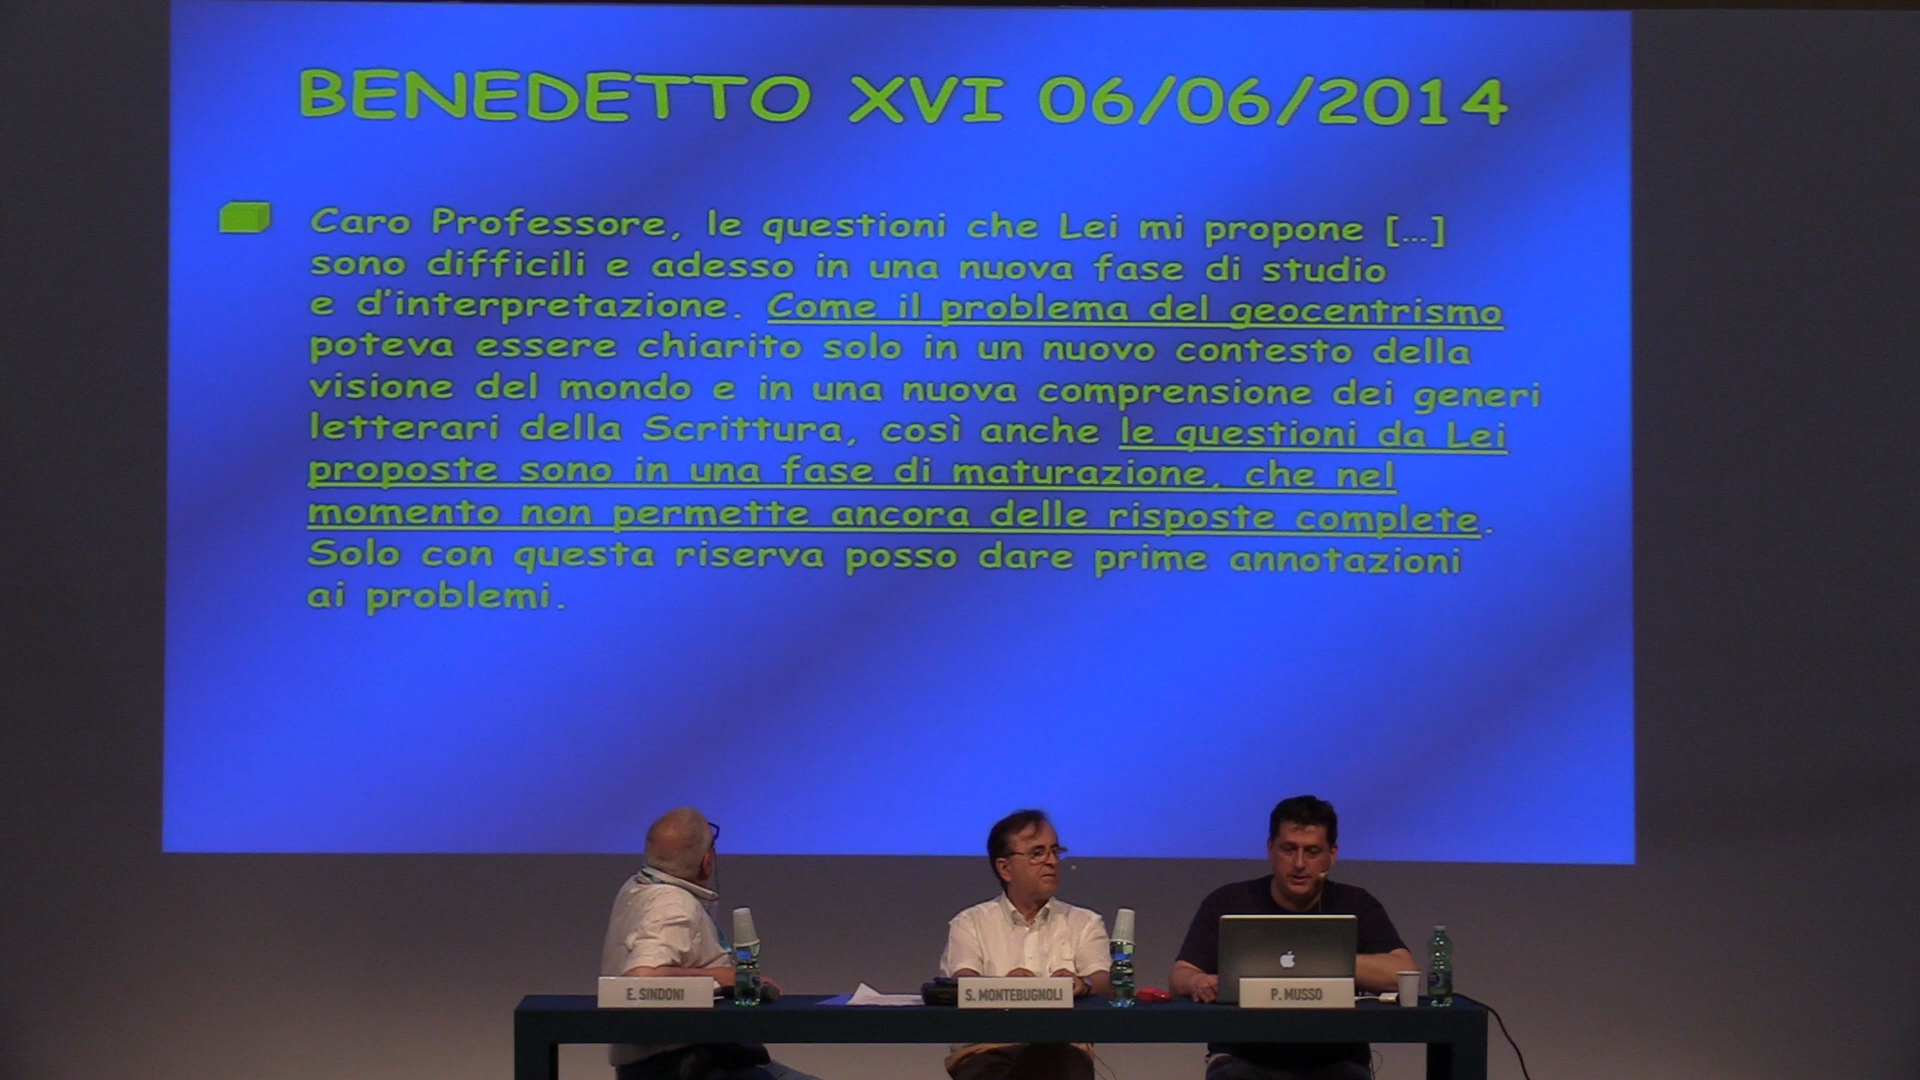 BENEDETTO XVI 06/06/2014
Caro Professore, le questioni che Lei mi propone [...]
sono difficili e adesso in una nuova fase di studio
e d'interpretazione. Come il problema del geocentrismo
poteva essere chiarito solo in un nuovo contesto della
visione del mondo e in una nuova comprensione dei generi
letterari della Scrittura, così anche le questioni da Lei
proposte sono in una fase di maturazione, che nel
momento non permette ancora delle risposte complete.
Solo con questa riserva posso dare prime annotazioni
ai problemi.
E. SINDONI
S. MONTEBUGNOLI
P. MUSSO